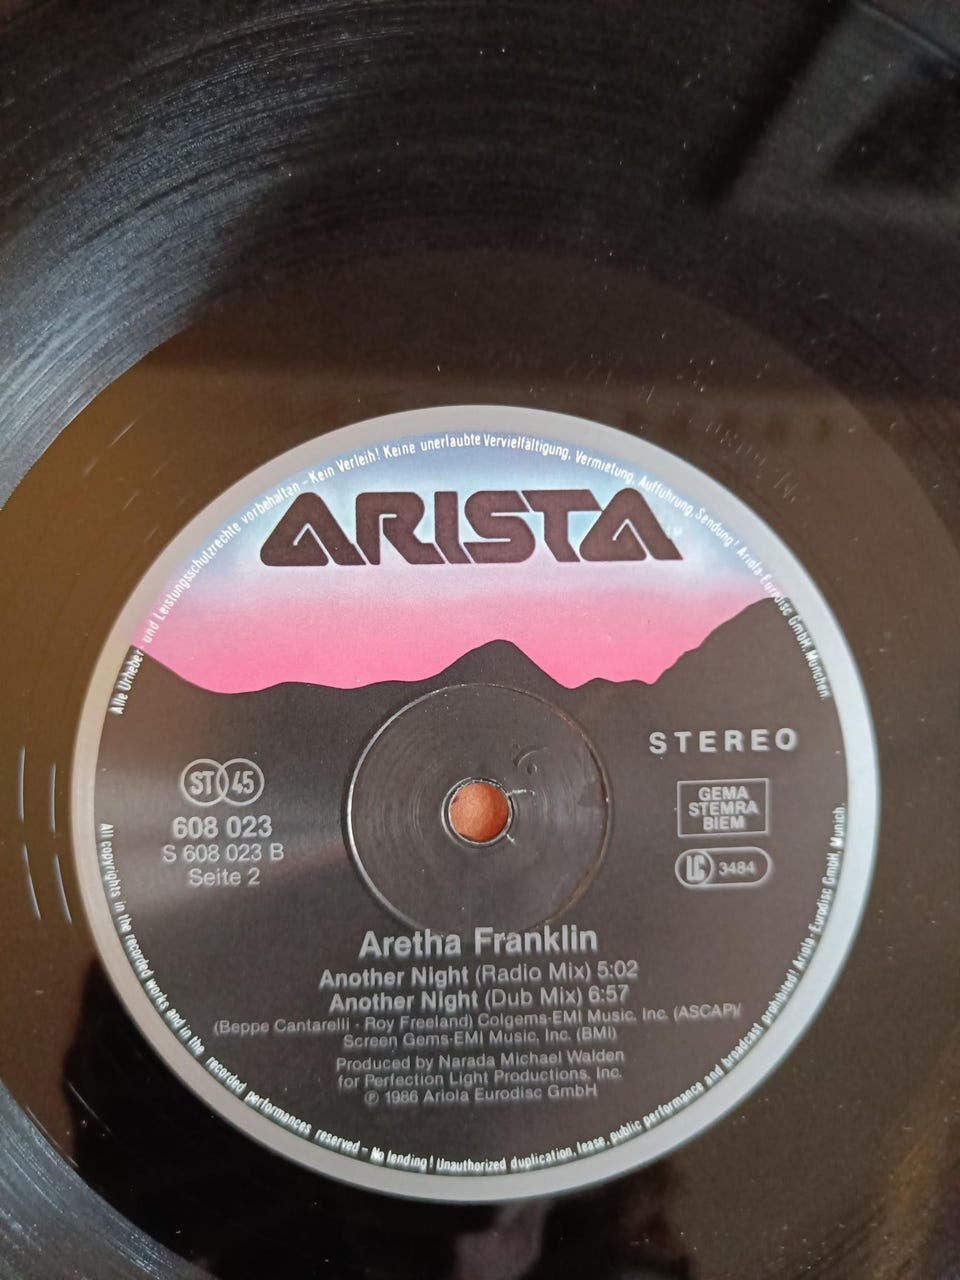 Alle Urheber- und Leistungsschutzrechte vorbehalten – Kein Verleih! Keine unerlaubte Vervielfältigung, Vermietung, Aufführung, Sendung! Ariola-Eurodisc GmbH, München.
ARISTA
TM
STEREO
ST 45
608 023
S 608 023 B
Seite 2
GEMA
STEMRA
BIEM
LC 3484
Aretha Franklin
Another Night (Radio Mix) 5:02
Another Night (Dub Mix) 6:57
(Beppe Cantarelli - Roy Freeland) Colgems-EMI Music, Inc. (ASCAP)/
Screen Gems-EMI Music, Inc. (BMI)
Produced by Narada Michael Walden
for Perfection Light Productions, Inc.
℗ 1986 Ariola Eurodisc GmbH
All copyrights in the recorded works and in the recorded performances reserved – No lending! Unauthorized duplication, lease, public performance and broadcast prohibited! Ariola-Eurodisc GmbH, Munich.